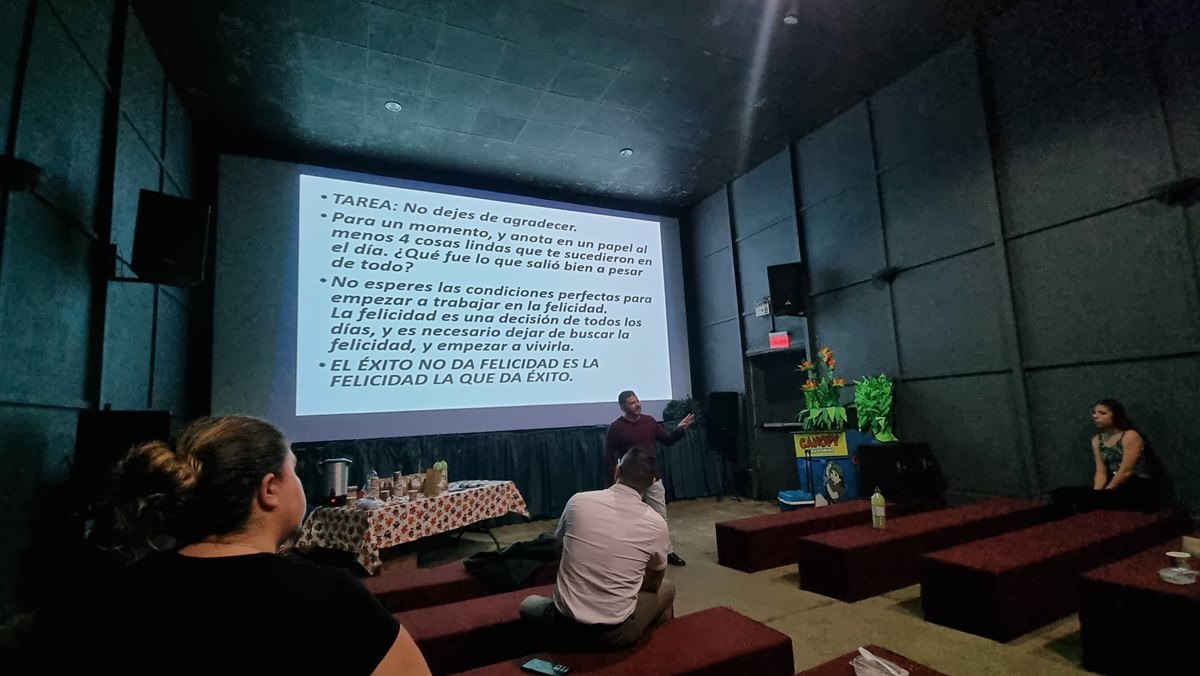 • TAREA: No dejes de agradecer.
• Para un momento, y anota en un papel al
menos 4 cosas lindas que te sucedieron en
el día. ¿Qué fue lo que salió bien a pesar
de todo?
• No esperes las condiciones perfectas para
empezar a trabajar en la felicidad.
La felicidad es una decisión de todos los
días, y es necesario dejar de buscar la
felicidad, y empezar a vivirla.
• EL ÉXITO NO DA FELICIDAD ES LA
FELICIDAD LA QUE DA ÉXITO.
CANOPY